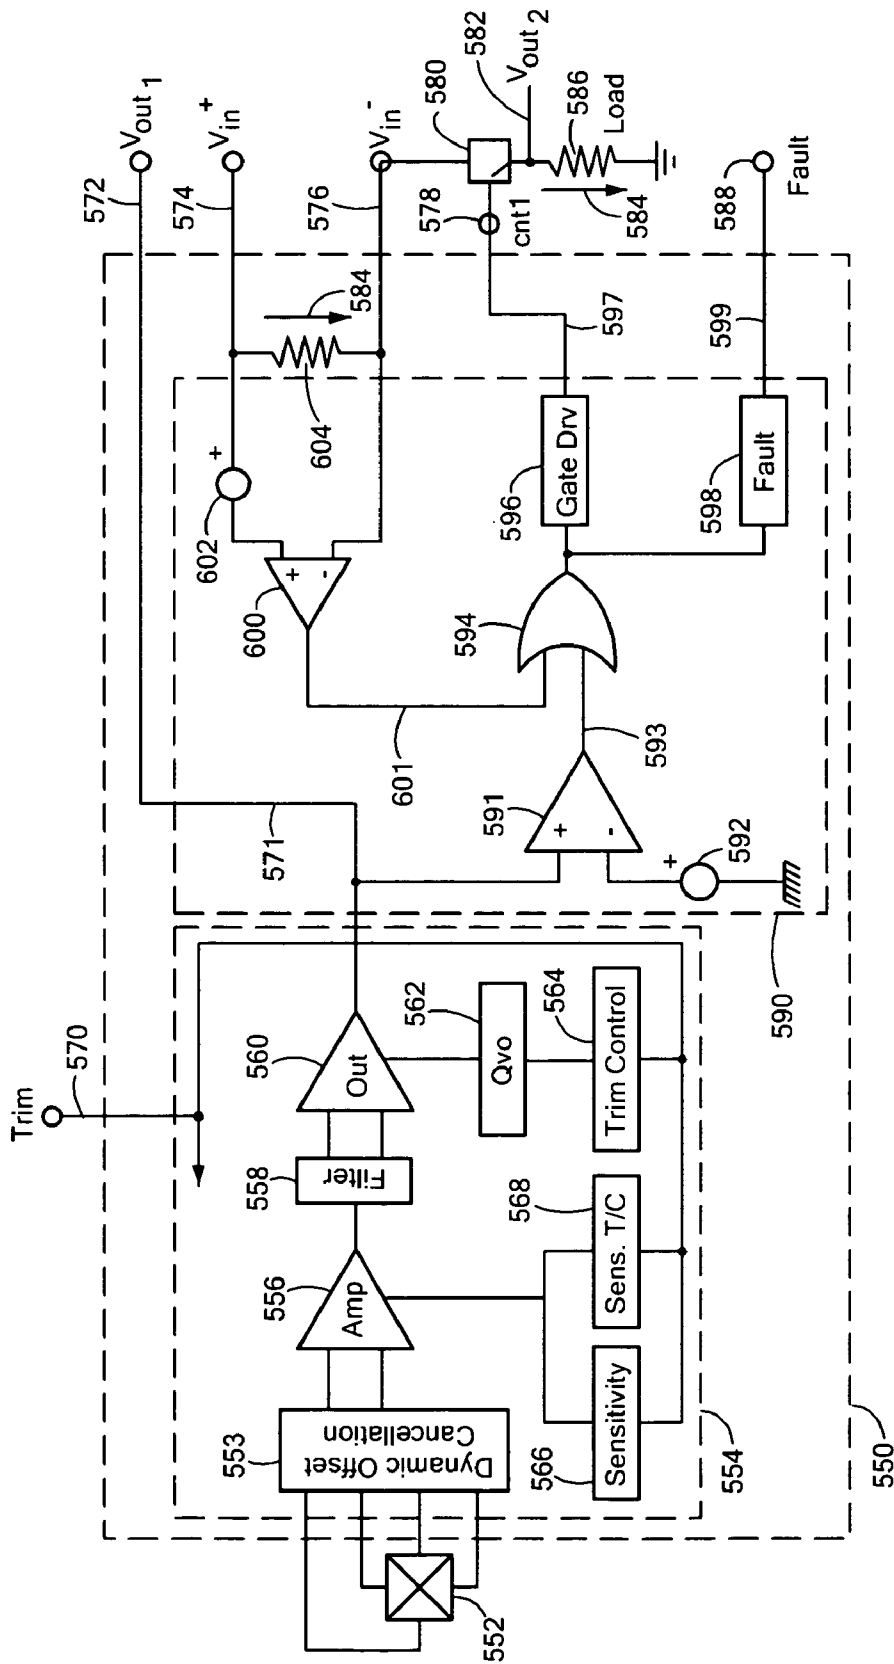 Trim
570
572
Vout 1
574
Vin +
576
Vin -
580
582
Vout 2
586
Load
578
cnt1
584
588
Fault
584
604
602
+
600
+
-
601
571
597
599
596
Gate Drv
598
Fault
594
593
591
+
-
+
592
590
560
Out
562
Qvo
564
Trim Control
558
Filter
568
Sens. T/C
556
Amp
566
Sensitivity
553
Dynamic Offset
Cancellation
552
554
550